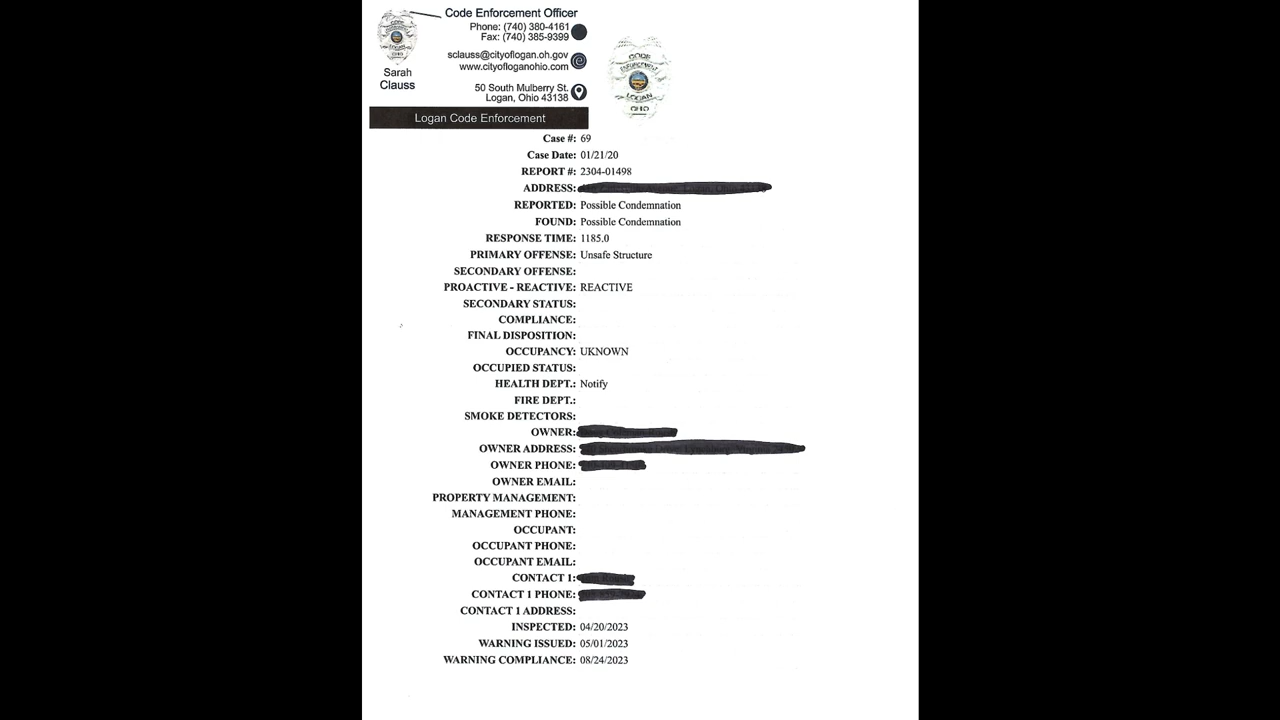 Code Enforcement Officer
Phone: (740) 380-4161
Fax: (740) 385-9399
sclauss@cityoflogan.oh.gov
www.cityofloganohio.com
Sarah
Clauss
50 South Mulberry St.
Logan, Ohio 43138
CODE
ENFORCEMENT
LOGAN
OHIO
Logan Code Enforcement
Case #: 69
Case Date: 01/21/20
REPORT #: 2304-01498
ADDRESS:
REPORTED: Possible Condemnation
FOUND: Possible Condemnation
RESPONSE TIME: 1185.0
PRIMARY OFFENSE: Unsafe Structure
SECONDARY OFFENSE:
PROACTIVE - REACTIVE: REACTIVE
SECONDARY STATUS:
COMPLIANCE:
FINAL DISPOSITION:
OCCUPANCY: UKNOWN
OCCUPIED STATUS:
HEALTH DEPT.: Notify
FIRE DEPT.:
SMOKE DETECTORS:
OWNER:
OWNER ADDRESS:
OWNER PHONE:
OWNER EMAIL:
PROPERTY MANAGEMENT:
MANAGEMENT PHONE:
OCCUPANT:
OCCUPANT PHONE:
OCCUPANT EMAIL:
CONTACT 1:
CONTACT 1 PHONE:
CONTACT 1 ADDRESS:
INSPECTED: 04/20/2023
WARNING ISSUED: 05/01/2023
WARNING COMPLIANCE: 08/24/2023